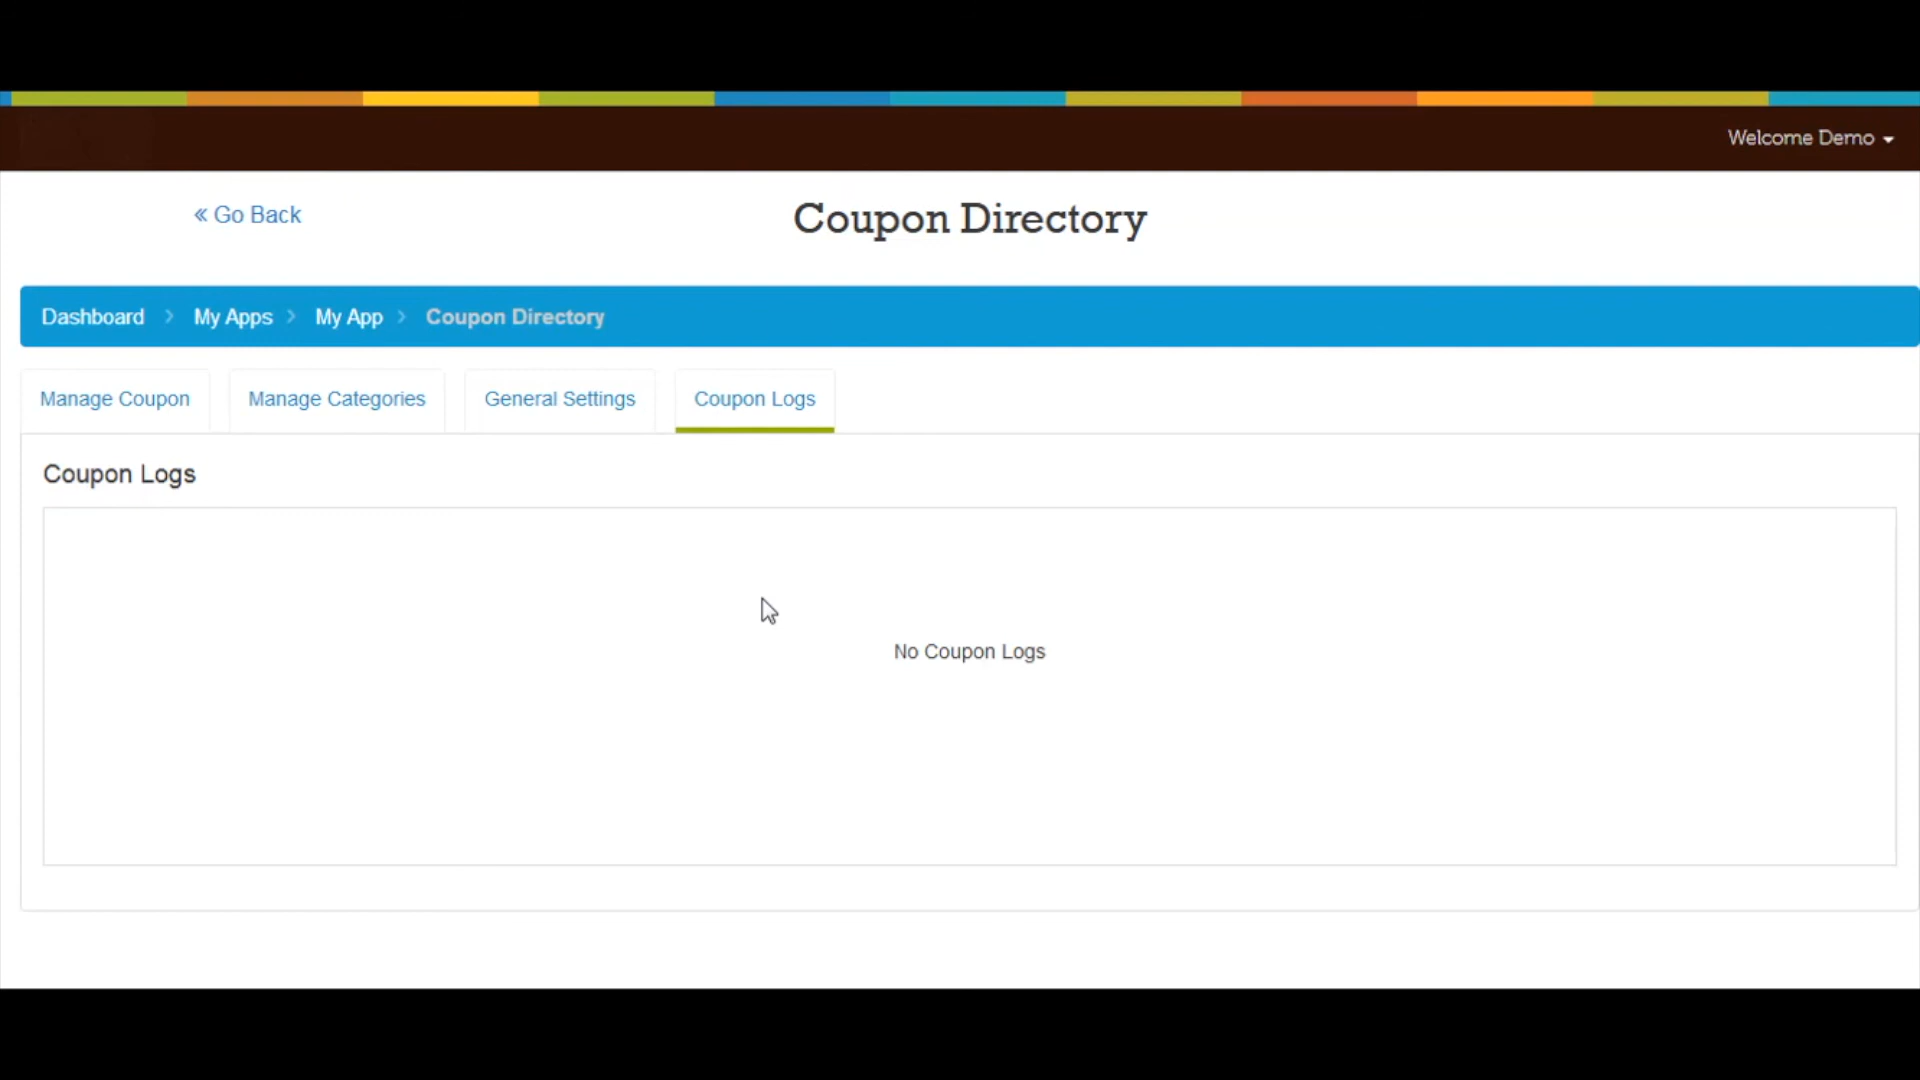 Welcome Demo
« Go Back
Coupon Directory
Dashboard > My Apps > My App > Coupon Directory
Manage Coupon
Manage Categories
General Settings
Coupon Logs
Coupon Logs
No Coupon Logs